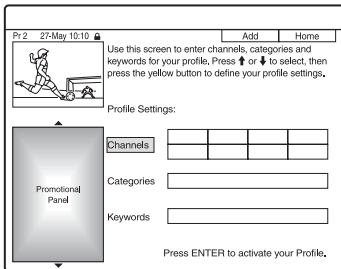 Pr 2 27-May 10:10 Add Home
Use this screen to enter channels, categories and
keywords for your profile. Press ↑ or ↓ to select, then
press the yellow button to define your profile settings.
Profile Settings:
Channels
Categories
Keywords
Promotional
Panel
Press ENTER to activate your Profile.